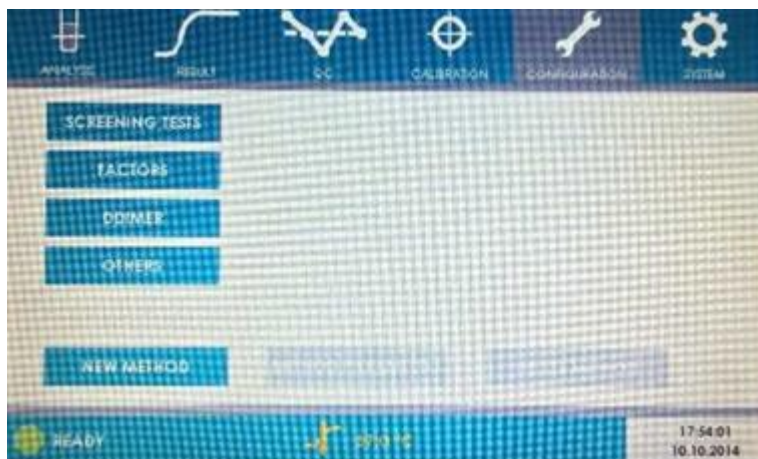 ANALYSIS RESULT QC CALIBRATION CONFIGURATION SYSTEM
SCREENING TESTS
FACTORS
DDIMER
OTHERS
NEW METHOD
READY
17:54:01
10.10.2014